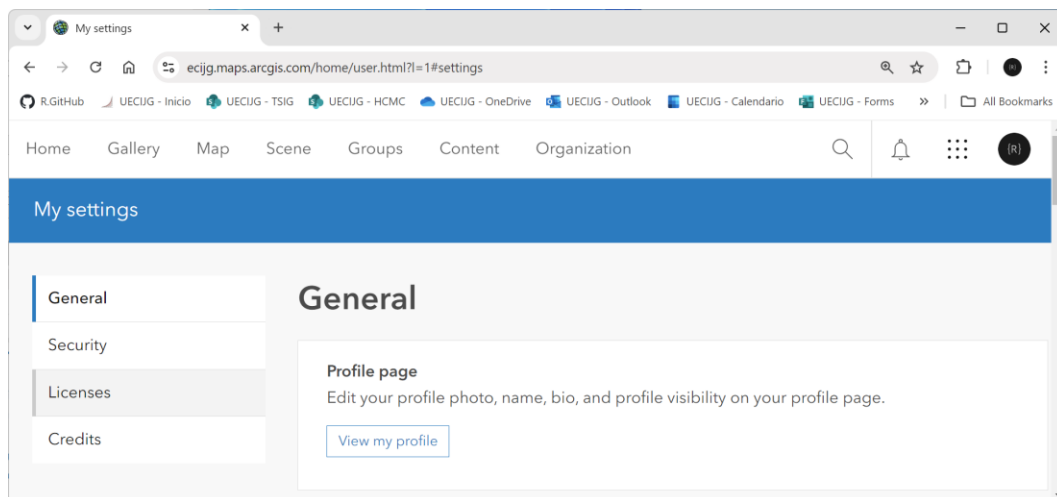 My settings
ecijg.maps.arcgis.com/home/user.html?l=1#settings
{R}
R.GitHub UECIJG - Inicio UECIJG - TSIG UECIJG - HCMC UECIJG - OneDrive UECIJG - Outlook UECIJG - Calendario UECIJG - Forms » All Bookmarks
Home Gallery Map Scene Groups Content Organization {R}
My settings
General
Security
Licenses
Credits
General
Profile page
Edit your profile photo, name, bio, and profile visibility on your profile page.
View my profile